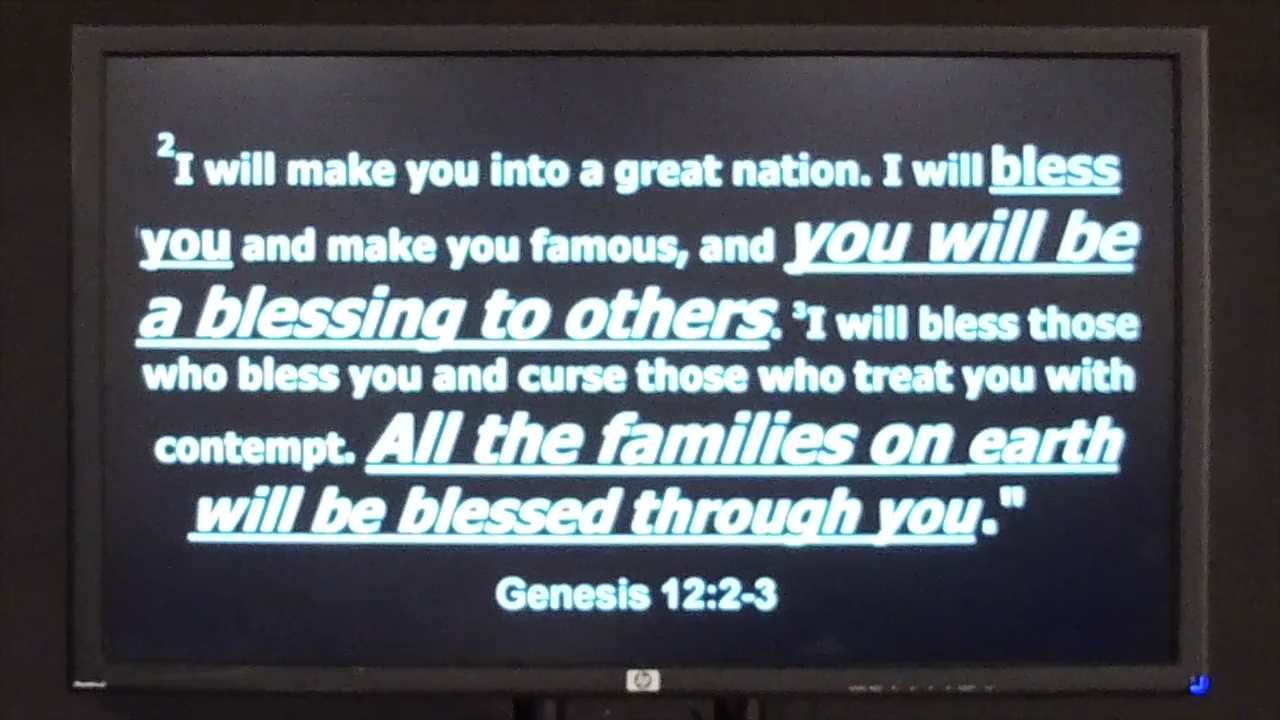 ²I will make you into a great nation. I will bless
you and make you famous, and you will be
a blessing to others. ³I will bless those
who bless you and curse those who treat you with
contempt. All the families on earth
will be blessed through you."
Genesis 12:2-3
hp